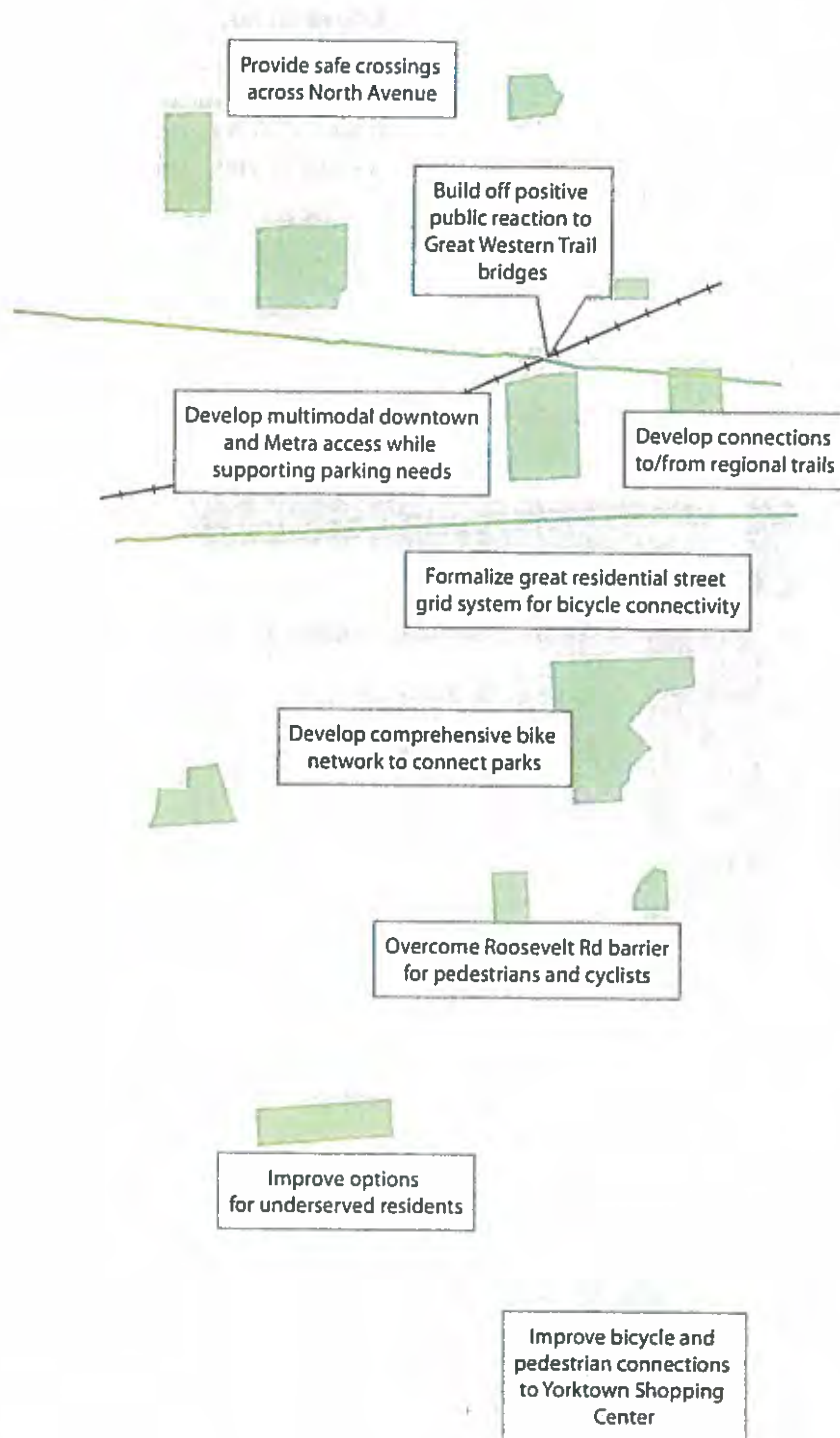 Provide safe crossings
across North Avenue
Build off positive
public reaction to
Great Western Trail
bridges
Develop multimodal downtown
and Metra access while
supporting parking needs
Develop connections
to/from regional trails
Formalize great residential street
grid system for bicycle connectivity
Develop comprehensive bike
network to connect parks
Overcome Roosevelt Rd barrier
for pedestrians and cyclists
Improve options
for underserved residents
Improve bicycle and
pedestrian connections
to Yorktown Shopping
Center